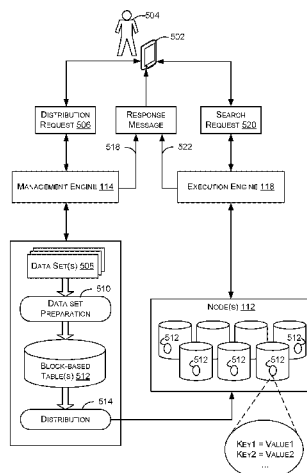 504
502
DISTRIBUTION
REQUEST 506
RESPONSE
MESSAGE
SEARCH
REQUEST 520
518
522
MANAGEMENT ENGINE 114
EXECUTION ENGINE 118
DATA SET(S) 505
510
DATA SET
PREPARATION
BLOCK-BASED
TABLE(S) 512
514
DISTRIBUTION
NODE(S) 112
512
512
512
512
512
512
KEY1 = VALUE1
KEY2 = VALUE2
...